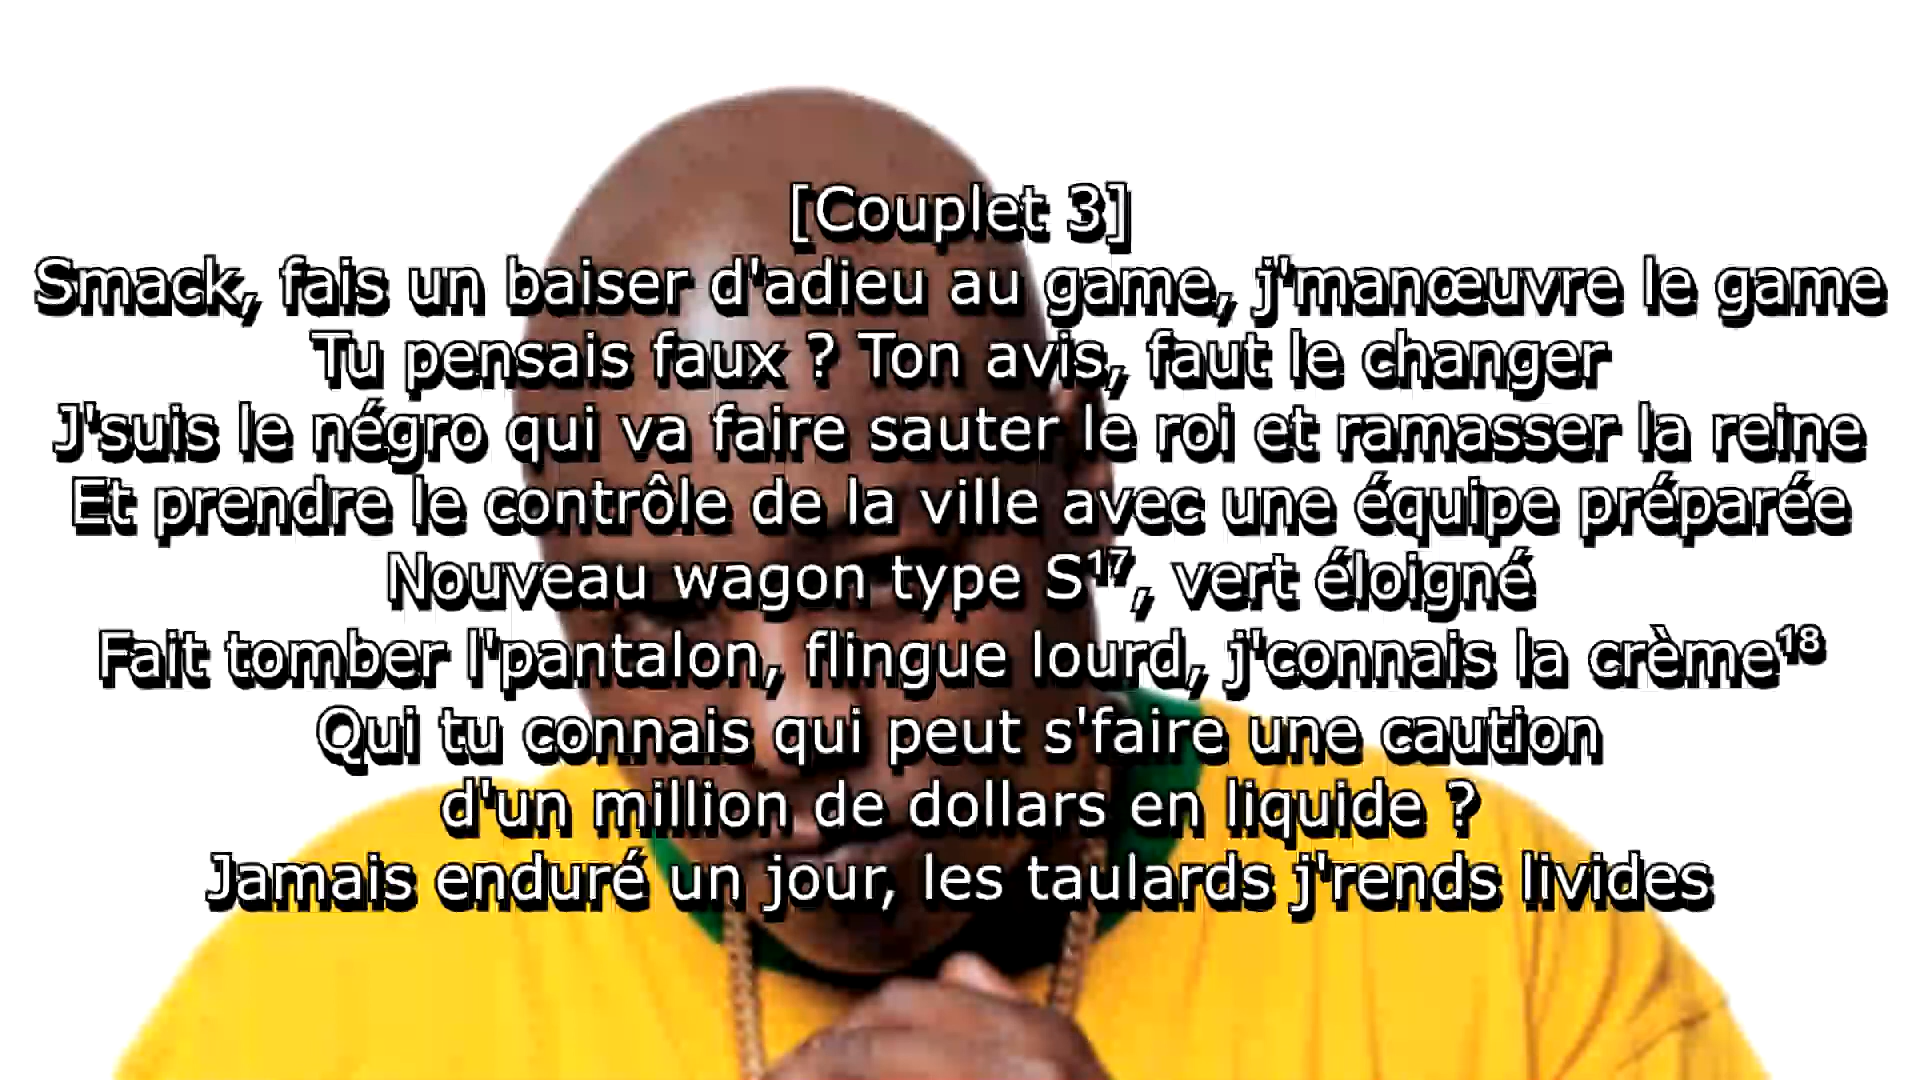 [Couplet 3]
Smack, fais un baiser d'adieu au game, j'manœuvre le game
Tu pensais faux ? Ton avis, faut le changer
J'suis le négro qui va faire sauter le roi et ramasser la reine
Et prendre le contrôle de la ville avec une équipe préparée
Nouveau wagon type S¹⁷, vert éloigné
Fait tomber l'pantalon, flingue lourd, j'connais la crème¹⁸
Qui tu connais qui peut s'faire une caution
d'un million de dollars en liquide ?
Jamais enduré un jour, les taulards j'rends livides